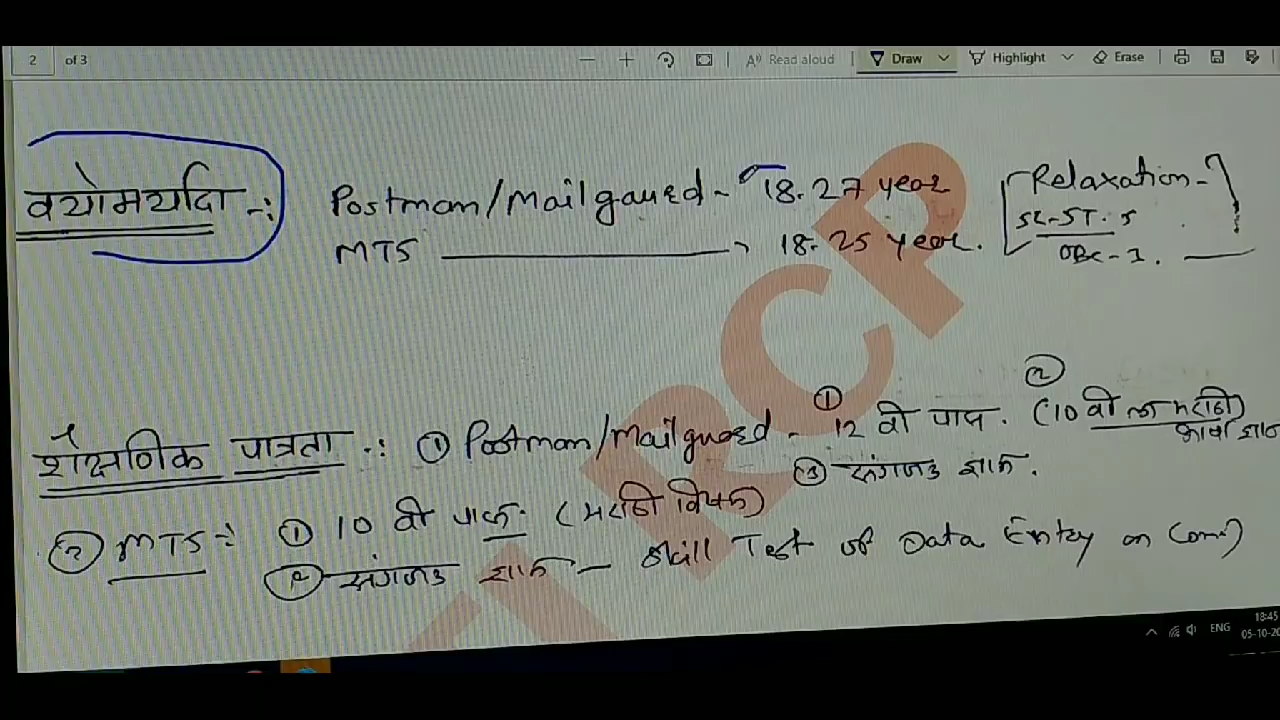 2 of 3 Read aloud Draw Highlight Erase
वयोमर्यादा -: Postman/Mailgaurd - 18-27 year [Relaxation -]
MTS 18-25 year. SC-ST. 5
OBC - 3.
शैक्षणिक पात्रता -: ① Postman/Mailguard - ① 12 वी पास. ② (10 वी ला मराठी)
भाषा ज्ञान
③ संगणक ज्ञान.
② MTS -: ① 10 वी पास. (मराठी विषय)
② संगणक ज्ञान - Skill Test of Data Entry on Com)
RCP
ENG 18:45
05-10-20